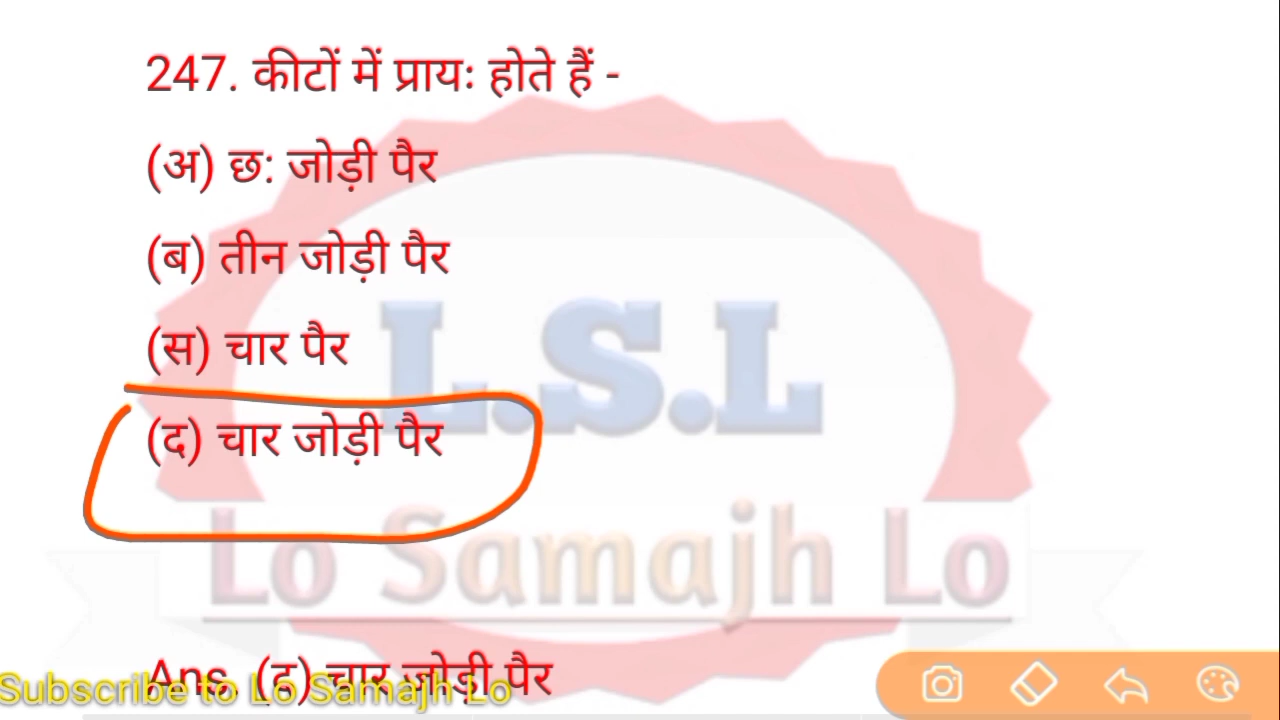 247. कीटों में प्रायः होते हैं -
(अ) छ: जोड़ी पैर
(ब) तीन जोड़ी पैर
(स) चार पैर
(द) चार जोड़ी पैर
L.S.L
Lo Samajh Lo
Ans. (द) चार जोड़ी पैर
Subscribe to Lo Samajh Lo